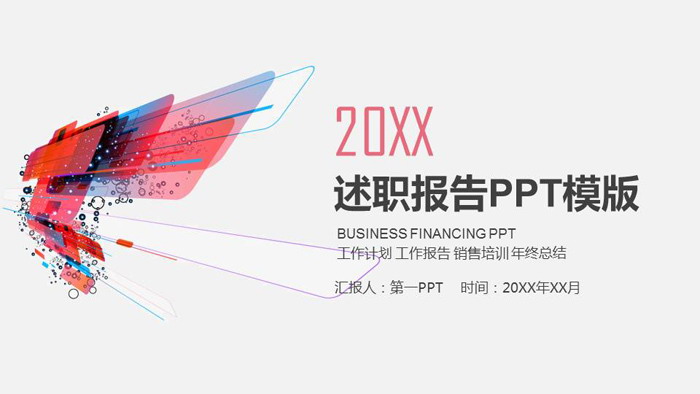 20XX
述职报告PPT模版
BUSINESS FINANCING PPT
工作计划 工作报告 销售培训 年终总结
汇报人：第一PPT 时间：20XX年XX月